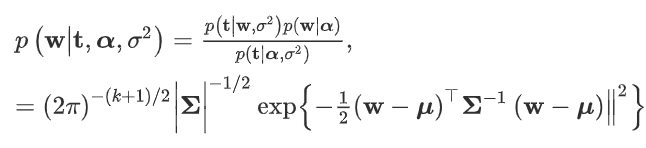 p (w|t, α, σ²) = p(t|w,σ²)p(w|α) / p(t|α,σ²),
= (2π)^{−(k+1)/2} |Σ|^{−1/2} exp{−½(w − μ)^⊤ Σ^{−1} (w − μ)‖²}